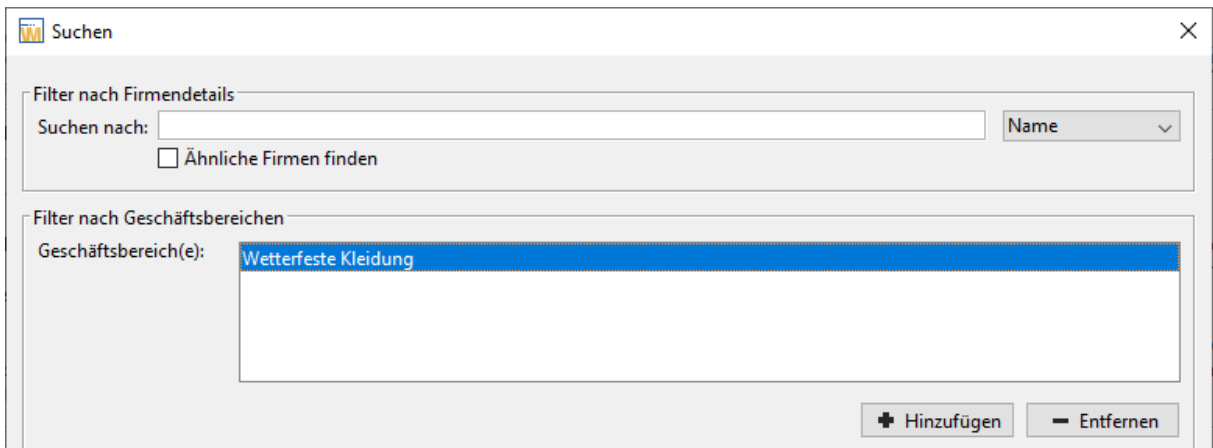 Suchen
Filter nach Firmendetails
Suchen nach: Name
Ähnliche Firmen finden
Filter nach Geschäftsbereichen
Geschäftsbereich(e): Wetterfeste Kleidung
Hinzufügen Entfernen